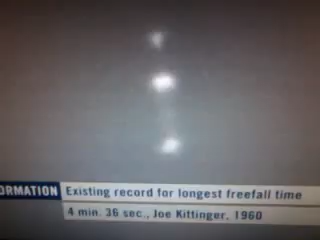 ORMATION Existing record for longest freefall time
4 min. 36 sec., Joe Kittinger, 1960